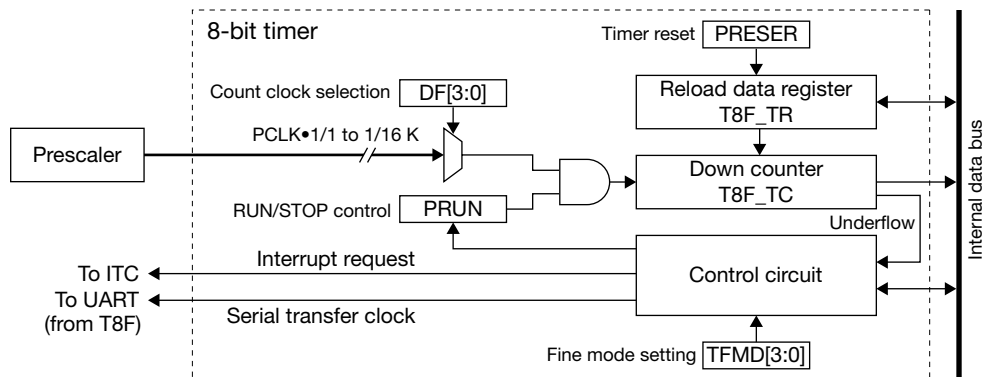 8-bit timer
Timer reset PRESER
Count clock selection DF[3:0]
Reload data register
T8F_TR
Prescaler
PCLK•1/1 to 1/16 K
Down counter
T8F_TC
RUN/STOP control PRUN
Underflow
Internal data bus
Interrupt request
Control circuit
To ITC
To UART
(from T8F)
Serial transfer clock
Fine mode setting TFMD[3:0]